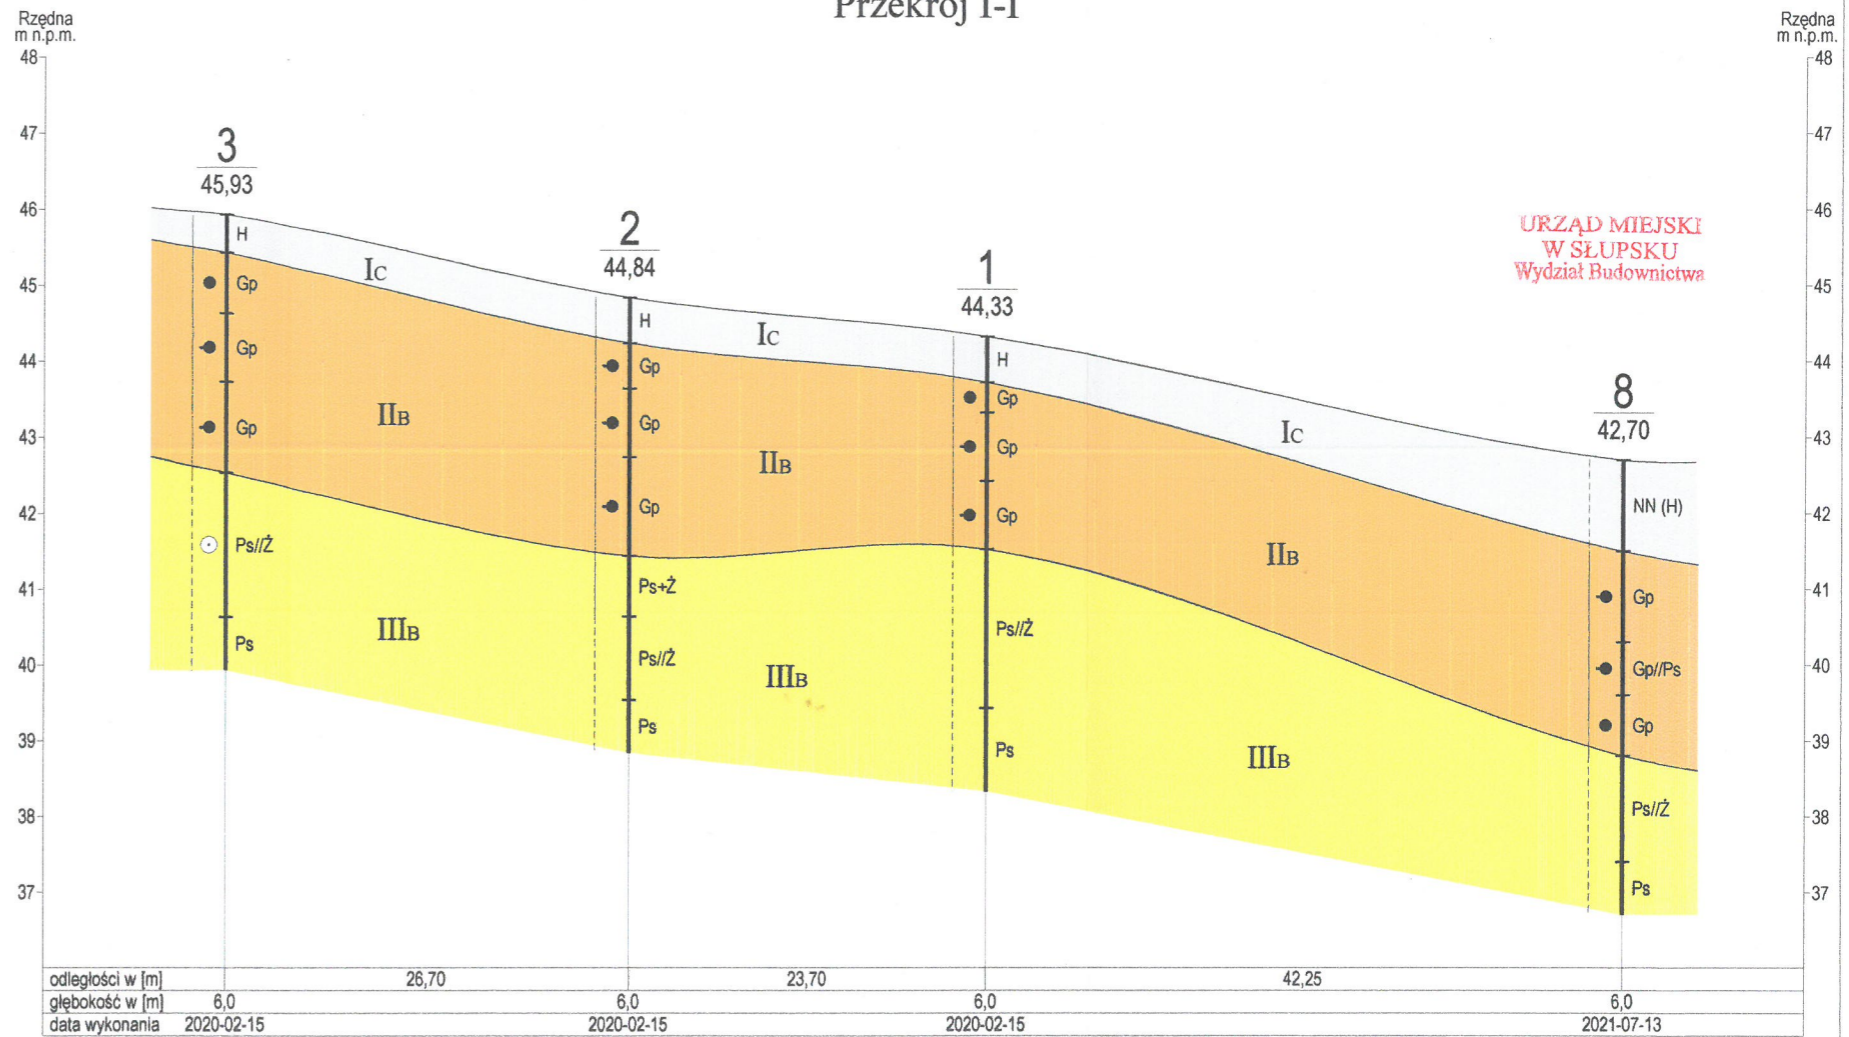 Przekrój I-I
Rzędna
m n.p.m.
Rzędna
m n.p.m.
48
47
46
45
44
43
42
41
40
39
38
37
48
47
46
45
44
43
42
41
40
39
38
37
3
45,93
H
Gp
Gp
Gp
Ps//Ż
Ps
2
44,84
H
Gp
Gp
Gp
Ps+Ż
Ps//Ż
Ps
1
44,33
H
Gp
Gp
Gp
Ps//Ż
Ps
8
42,70
NN (H)
Gp
Gp//Ps
Gp
Ps//Ż
Ps
Ic
Ic
Ic
IIB
IIB
IIB
IIIB
IIIB
IIIB
URZĄD MIEJSKI
W SŁUPSKU
Wydział Budownictwa
odległości w [m] 26,70 23,70 42,25
głębokość w [m] 6,0 6,0 6,0 6,0
data wykonania 2020-02-15 2020-02-15 2020-02-15 2021-07-13